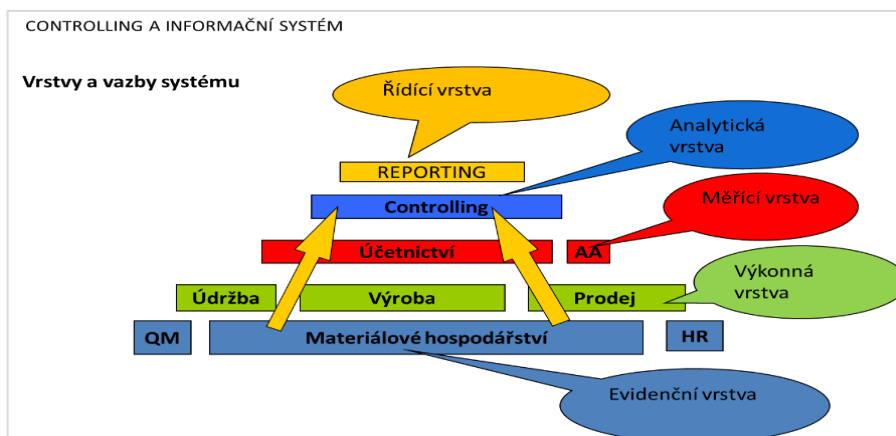 CONTROLLING A INFORMAČNÍ SYSTÉM
Vrstvy a vazby systému
Řídící vrstva
Analytická
vrstva
REPORTING
Controlling
Měřící vrstva
Účetnictví
AA
Výkonná
vrstva
Údržba
Výroba
Prodej
QM
Materiálové hospodářství
HR
Evidenční vrstva